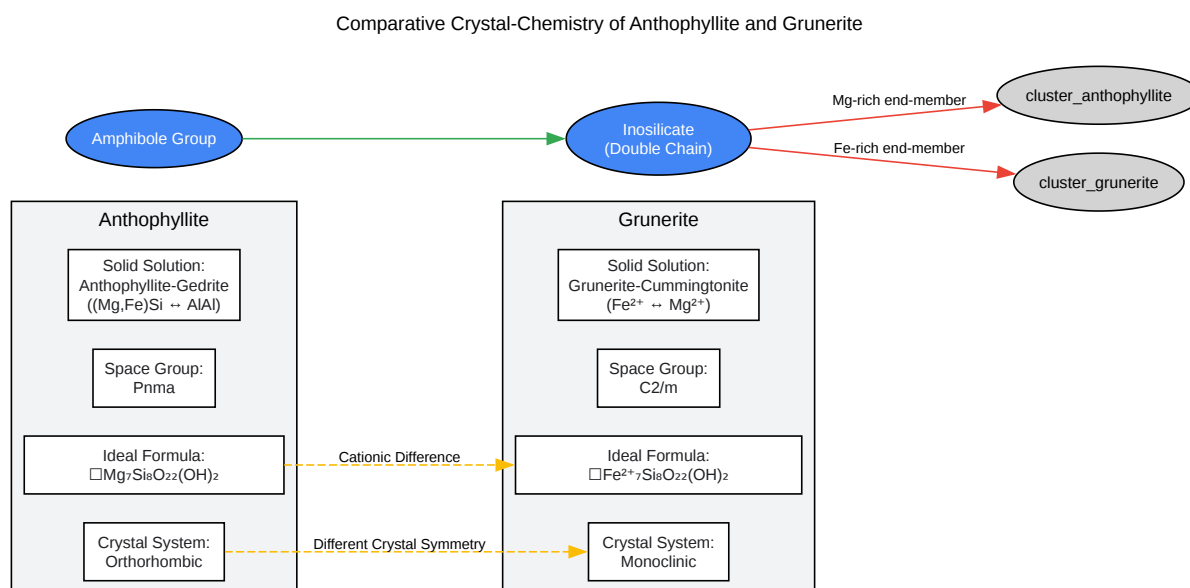 Comparative Crystal-Chemistry of Anthophyllite and Grunerite
Amphibole Group
Inosilicate
(Double Chain)
Mg-rich end-member
Fe-rich end-member
cluster_anthophyllite
cluster_grunerite
Anthophyllite
Solid Solution:
Anthophyllite-Gedrite
((Mg,Fe)Si ↔ AlAl)
Space Group:
Pnma
Ideal Formula:
□Mg₇Si₈O₂₂(OH)₂
Crystal System:
Orthorhombic
Cationic Difference
Different Crystal Symmetry
Grunerite
Solid Solution:
Grunerite-Cummingtonite
(Fe²⁺ ↔ Mg²⁺)
Space Group:
C2/m
Ideal Formula:
□Fe²⁺₇Si₈O₂₂(OH)₂
Crystal System:
Monoclinic